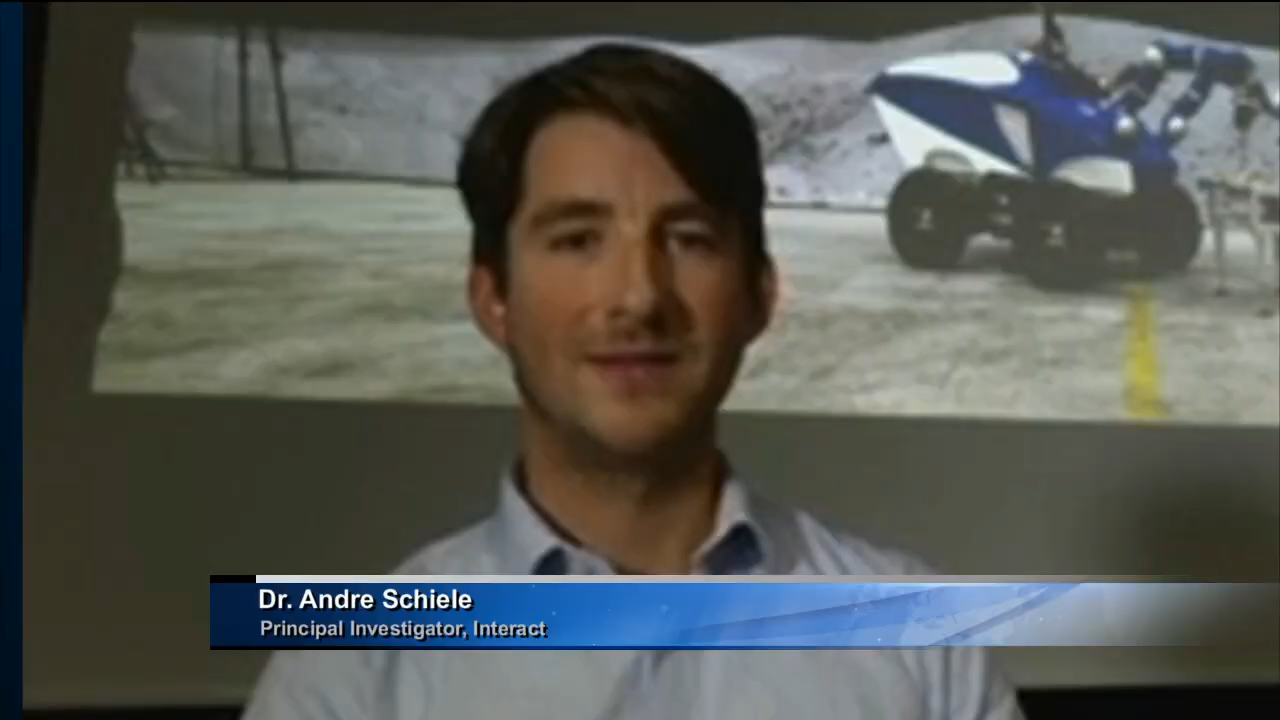 Dr. Andre Schiele
Principal Investigator, Interact